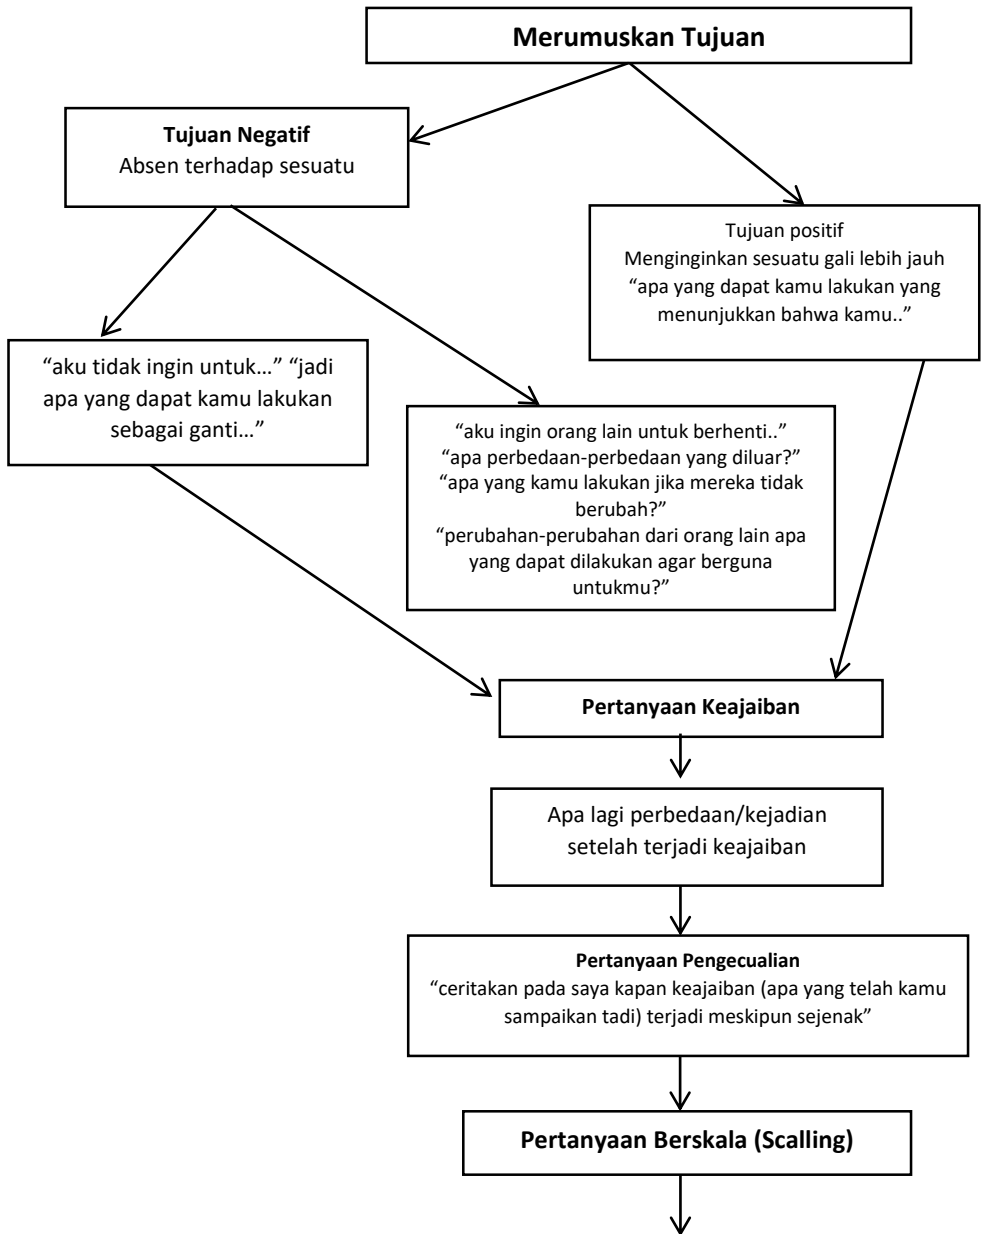 Merumuskan Tujuan
Tujuan Negatif
Absen terhadap sesuatu
Tujuan positif
Menginginkan sesuatu gali lebih jauh
“apa yang dapat kamu lakukan yang
menunjukkan bahwa kamu..”
“aku tidak ingin untuk…” “jadi
apa yang dapat kamu lakukan
sebagai ganti…”
“aku ingin orang lain untuk berhenti..”
“apa perbedaan-perbedaan yang diluar?”
“apa yang kamu lakukan jika mereka tidak
berubah?”
“perubahan-perubahan dari orang lain apa
yang dapat dilakukan agar berguna
untukmu?”
Pertanyaan Keajaiban
Apa lagi perbedaan/kejadian
setelah terjadi keajaiban
Pertanyaan Pengecualian
“ceritakan pada saya kapan keajaiban (apa yang telah kamu
sampaikan tadi) terjadi meskipun sejenak”
Pertanyaan Berskala (Scalling)